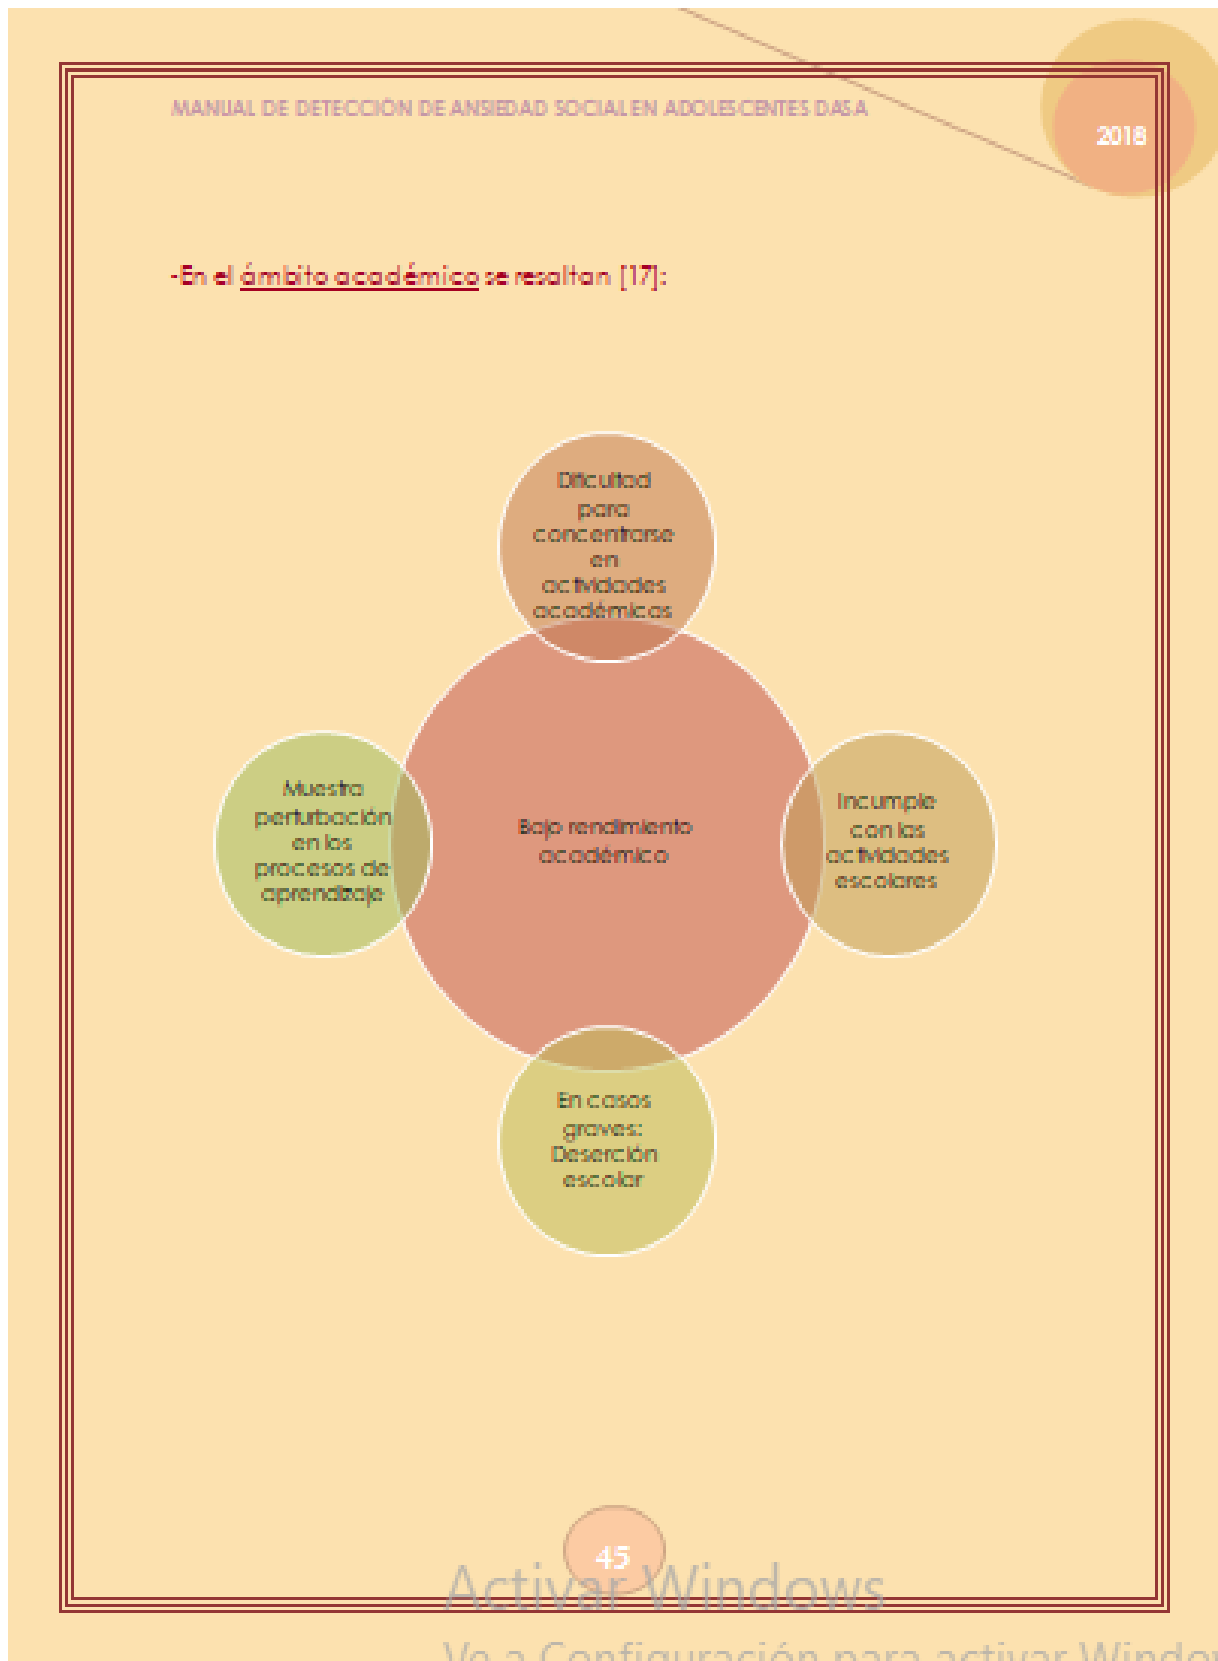 MANUAL DE DETECCIÓN DE ANSIEDAD SOCIAL EN ADOLESCENTES DASA
2018
-En el ámbito académico se resaltan [17]:
Dificultad
para
concentrarse
en
actividades
académicas
Muestra
perturbación
en los
procesos de
aprendizaje
Bajo rendimiento
académico
Incumple
con las
actividades
escolares
En casos
graves:
Deserción
escolar
45
Activar Windows
Ve a Configuración para activar Window